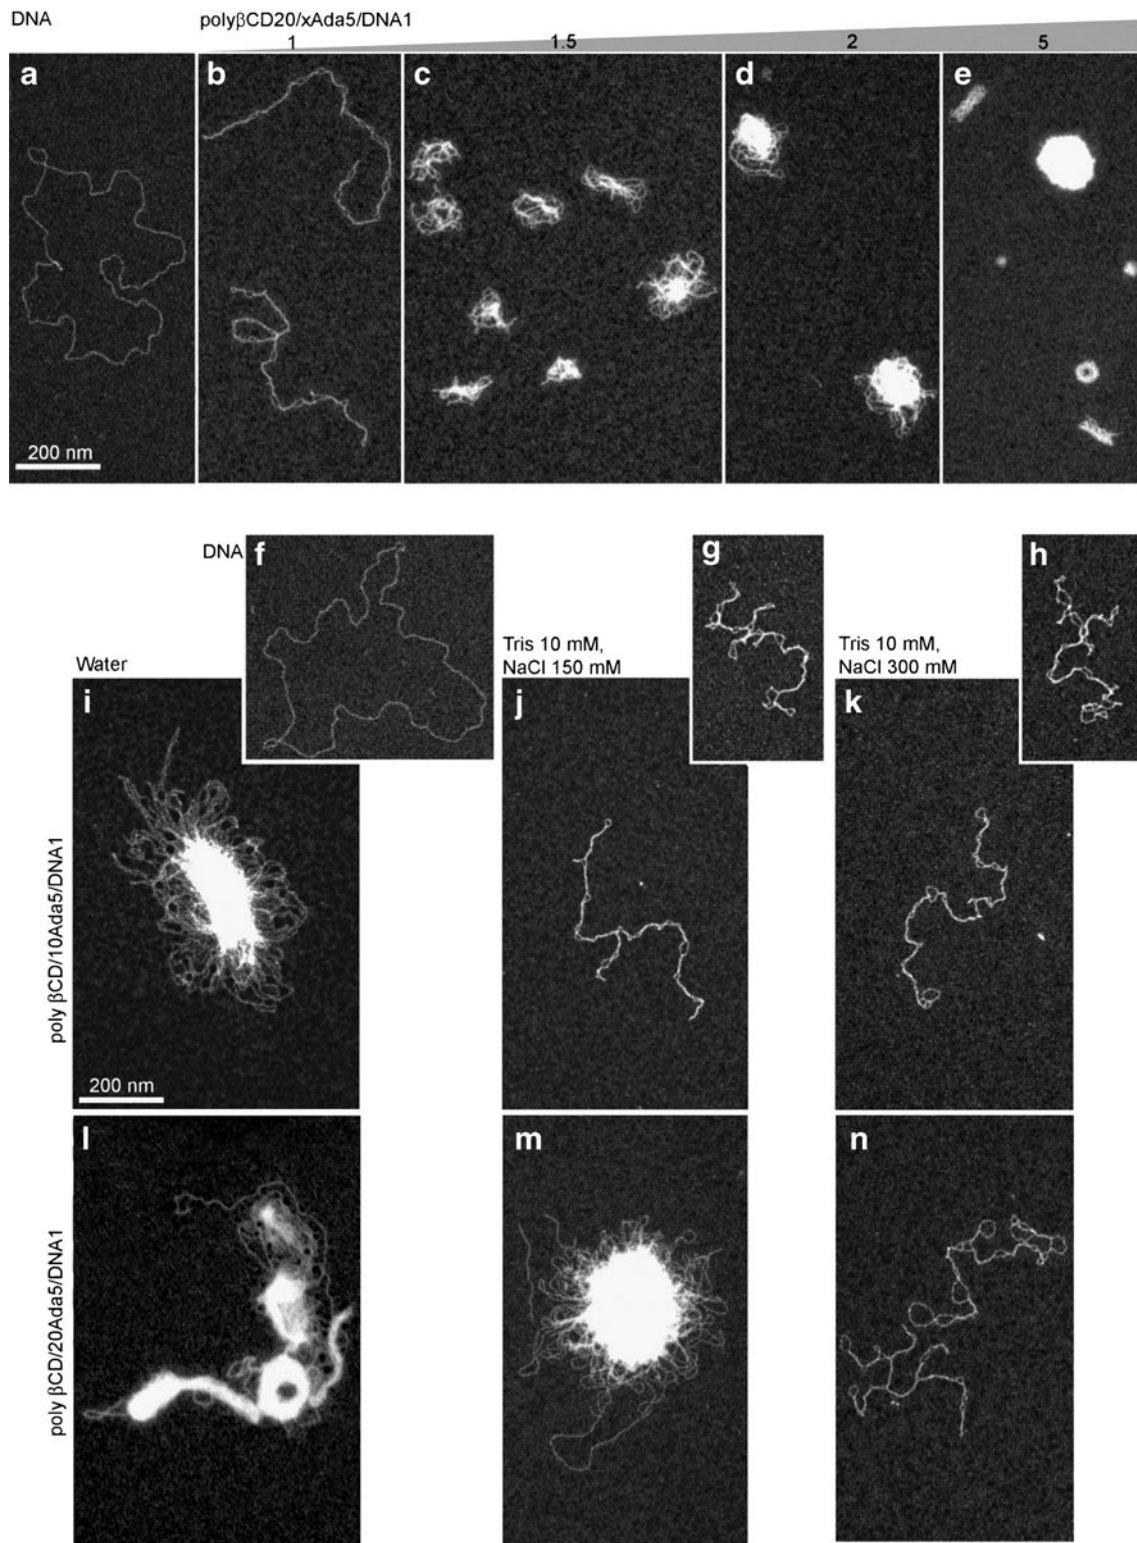 DNA
polyβCD20/xAda5/DNA1
1
1.5
2
5
a
b
c
d
e
200 nm
DNA
f
g
h
Water
Tris 10 mM,
NaCl 150 mM
Tris 10 mM,
NaCl 300 mM
i
j
k
poly βCD/10Ada5/DNA1
200 nm
l
m
n
poly βCD/20Ada5/DNA1